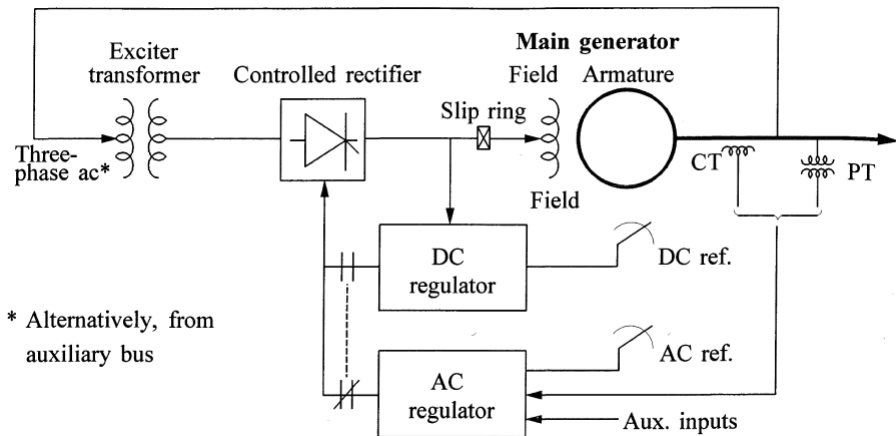 Main generator
Exciter
transformer
Controlled rectifier
Field
Armature
Slip ring
Three-
phase ac*
CT
PT
Field
DC
regulator
DC ref.
* Alternatively, from
auxiliary bus
AC
regulator
AC ref.
Aux. inputs